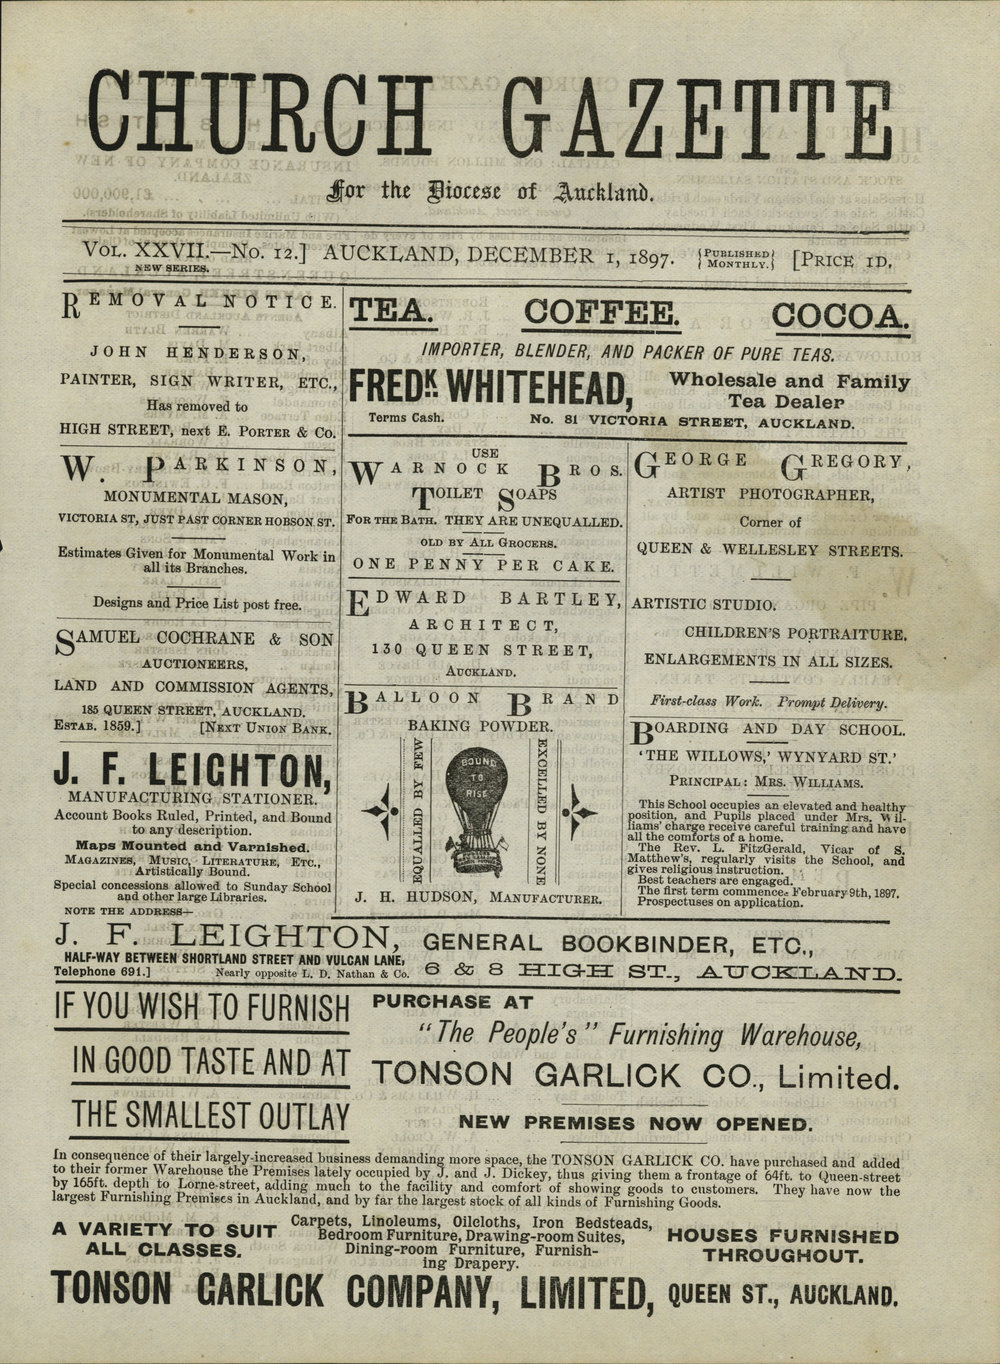 CHURCH GAZETTE
For the Diocese of Auckland.
VOL. XXVII.—No. 12.] AUCKLAND, DECEMBER 1, 1897. {PUBLISHED MONTHLY.} [PRICE 1D,
NEW SERIES.
REMOVAL NOTICE.
JOHN HENDERSON,
PAINTER, SIGN WRITER, ETC.,
Has removed to
HIGH STREET, next E. PORTER & Co.
W. PARKINSON,
MONUMENTAL MASON,
VICTORIA ST, JUST PAST CORNER HOBSON ST.
Estimates Given for Monumental Work in
all its Branches.
Designs and Price List post free.
SAMUEL COCHRANE & SON
AUCTIONEERS,
LAND AND COMMISSION AGENTS,
185 QUEEN STREET, AUCKLAND.
ESTAB. 1859.] [NEXT UNION BANK.
J. F. LEIGHTON,
MANUFACTURING STATIONER.
Account Books Ruled, Printed, and Bound
to any description.
Maps Mounted and Varnished.
MAGAZINES, MUSIC, LITERATURE, ETC.,
Artistically Bound.
Special concessions allowed to Sunday School
and other large Libraries.
NOTE THE ADDRESS—
TEA. COFFEE. COCOA.
IMPORTER, BLENDER, AND PACKER OF PURE TEAS.
FREDK. WHITEHEAD, Wholesale and Family
Tea Dealer
Terms Cash. No. 81 VICTORIA STREET, AUCKLAND.
USE
WARNOCK BROS.
TOILET SOAPS
FOR THE BATH. THEY ARE UNEQUALLED.
OLD BY ALL GROCERS.
ONE PENNY PER CAKE.
EDWARD BARTLEY,
ARCHITECT,
130 QUEEN STREET,
AUCKLAND.
BALLOON BRAND
BAKING POWDER.
EQUALLED BY FEW
BOUND
TO
RISE
EXCELLED BY NONE
J. H. HUDSON, MANUFACTURER.
GEORGE GREGORY,
ARTIST PHOTOGRAPHER,
Corner of
QUEEN & WELLESLEY STREETS.
ARTISTIC STUDIO.
CHILDREN'S PORTRAITURE,
ENLARGEMENTS IN ALL SIZES.
First-class Work. Prompt Delivery.
BOARDING AND DAY SCHOOL.
'THE WILLOWS,' WYNYARD ST.'
PRINCIPAL: MRS. WILLIAMS.
This School occupies an elevated and healthy
position, and Pupils placed under Mrs. Wil-
liams' charge receive careful training and have
all the comforts of a home.
The Rev. L. FitzGerald, Vicar of S.
Matthew's, regularly visits the School, and
gives religious instruction.
Best teachers are engaged.
The first term commence. February 9th, 1897.
Prospectuses on application.
J. F. LEIGHTON, GENERAL BOOKBINDER, ETC.,
HALF-WAY BETWEEN SHORTLAND STREET AND VULCAN LANE,
Telephone 691.] Nearly opposite L. D. Nathan & Co. 6 & 8 HIGH ST., AUCKLAND.
IF YOU WISH TO FURNISH
IN GOOD TASTE AND AT
THE SMALLEST OUTLAY
PURCHASE AT
"The People's" Furnishing Warehouse,
TONSON GARLICK CO., Limited.
NEW PREMISES NOW OPENED.
In consequence of their largely-increased business demanding more space, the TONSON GARLICK CO. have purchased and added
to their former Warehouse the Premises lately occupied by J. and J. Dickey, thus giving them a frontage of 64ft. to Queen-street
by 165ft. depth to Lorne-street, adding much to the facility and comfort of showing goods to customers. They have now the
largest Furnishing Premises in Auckland, and by far the largest stock of all kinds of Furnishing Goods.
A VARIETY TO SUIT
ALL CLASSES.
Carpets, Linoleums, Oilcloths, Iron Bedsteads,
Bedroom Furniture, Drawing-room Suites,
Dining-room Furniture, Furnish-
ing Drapery.
HOUSES FURNISHED
THROUGHOUT.
TONSON GARLICK COMPANY, LIMITED, QUEEN ST., AUCKLAND.